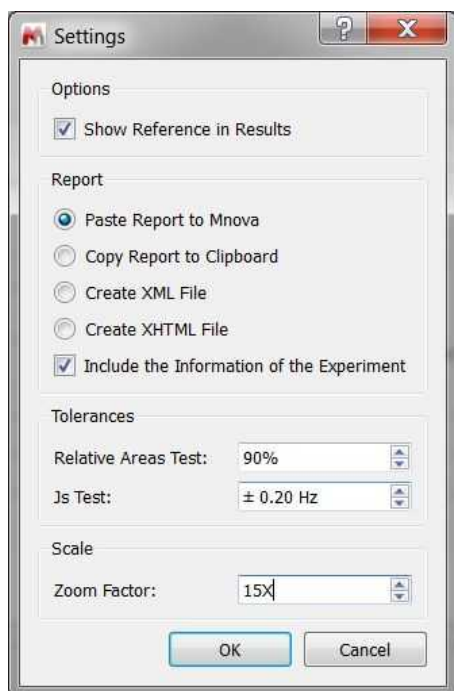 Settings
Options
Show Reference in Results
Report
Paste Report to Mnova
Copy Report to Clipboard
Create XML File
Create XHTML File
Include the Information of the Experiment
Tolerances
Relative Areas Test: 90%
Js Test: ± 0.20 Hz
Scale
Zoom Factor: 15X
OK Cancel